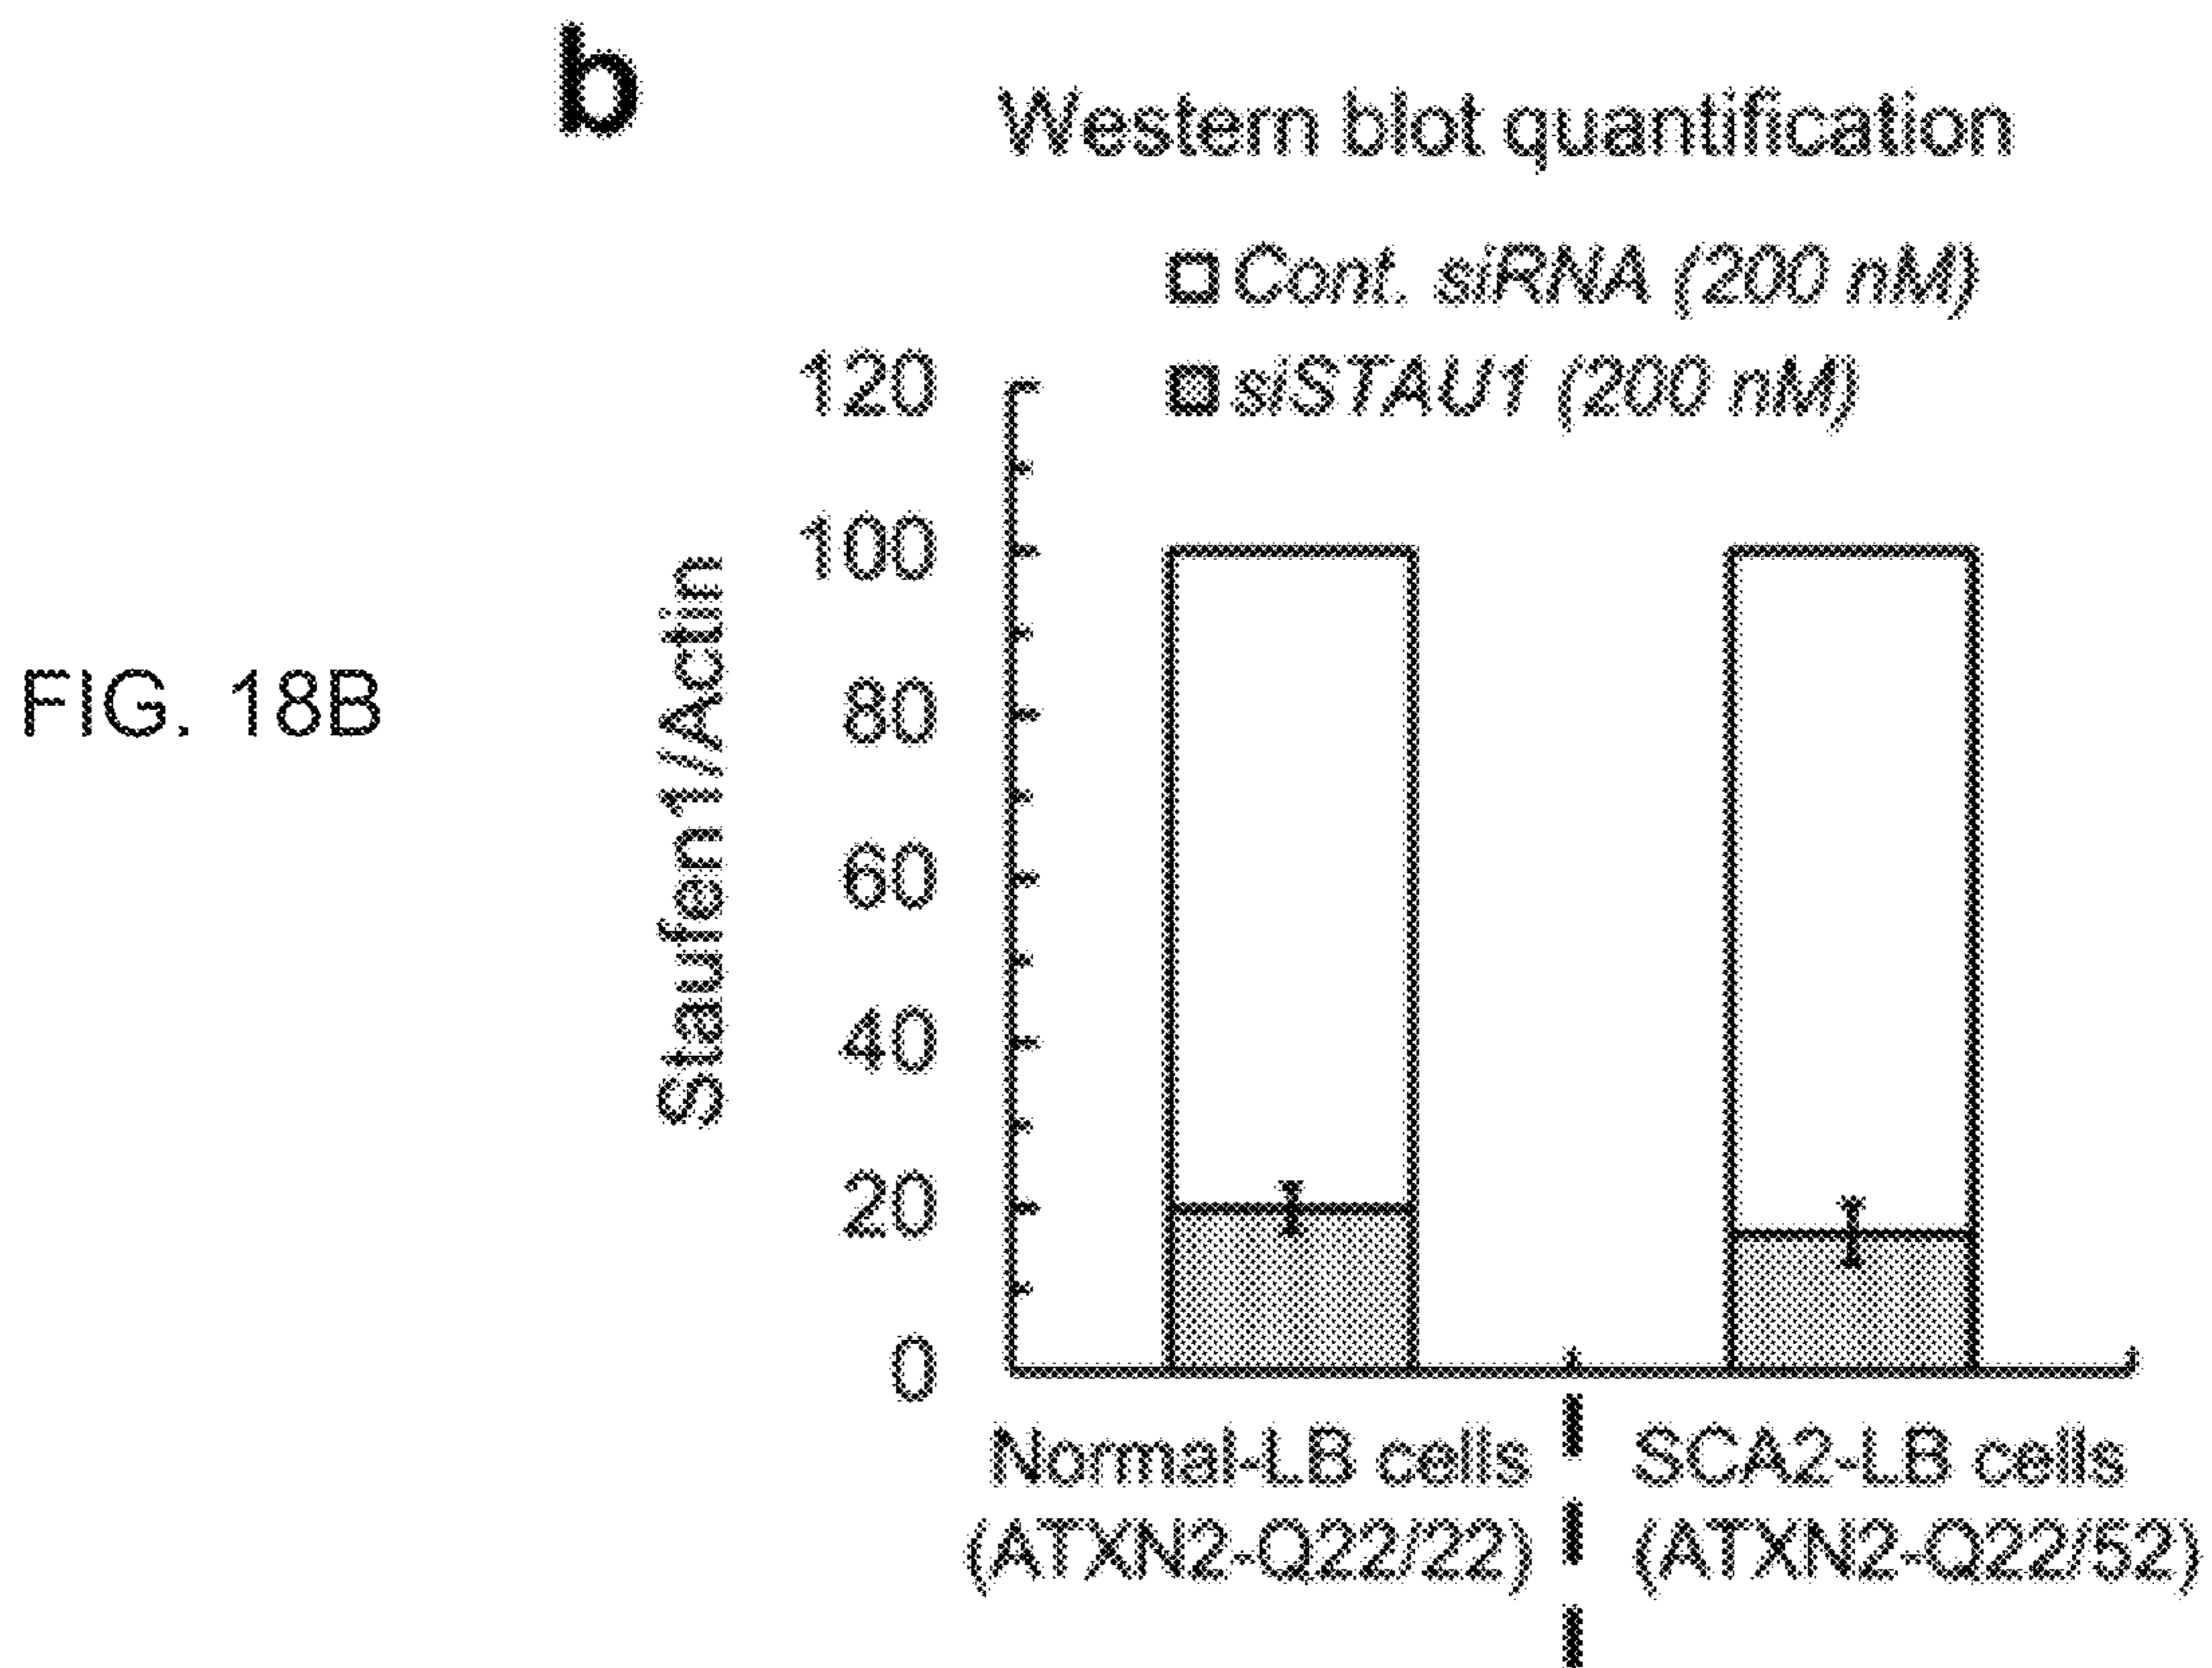 b
Western blot quantification
Cont. siRNA (200 nM)
siSTAU1 (200 nM)
120
100
80
60
40
20
0
Staufen1/Actin
FIG. 18B
Normal-LB cells
(ATXN2-Q22/22)
SCA2-LB cells
(ATXN2-Q22/52)